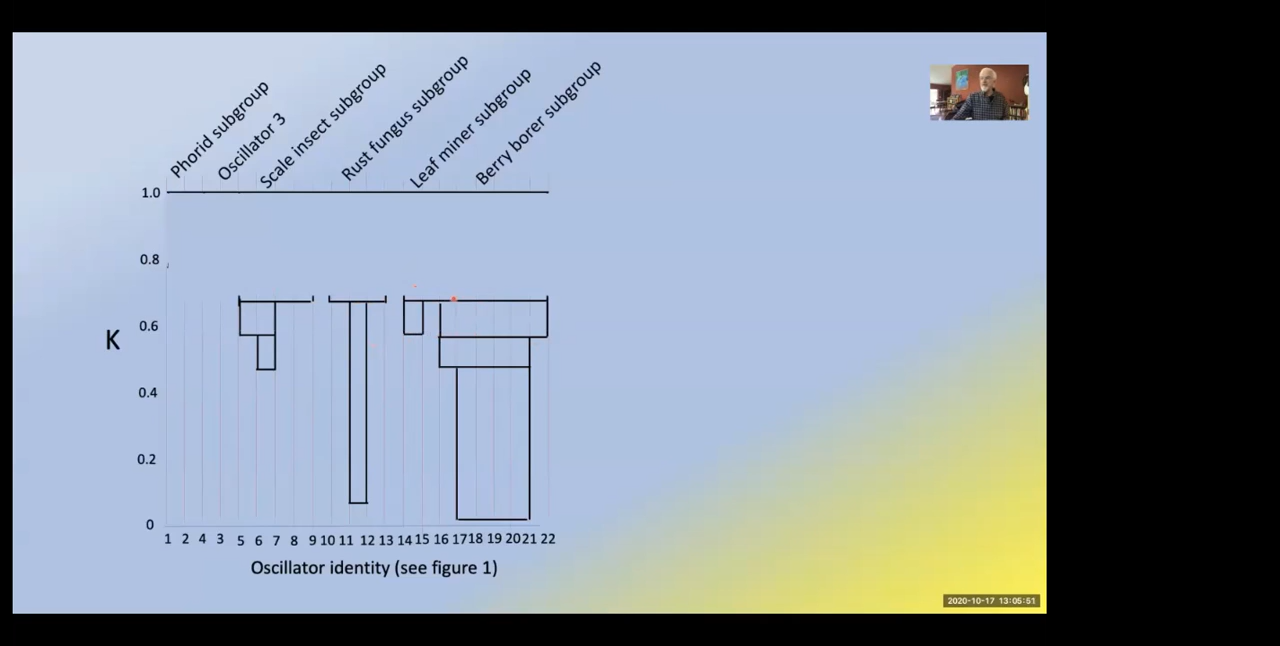 Phorid subgroup
Oscillator 3
Scale insect subgroup
Rust fungus subgroup
Leaf miner subgroup
Berry borer subgroup
1.0
0.8
0.6
K
0.4
0.2
0
1 2 4 3 5 6 7 8 9 10 11 12 13 14 15 16 17 18 19 20 21 22
Oscillator identity (see figure 1)
2020-10-17 13:05:51